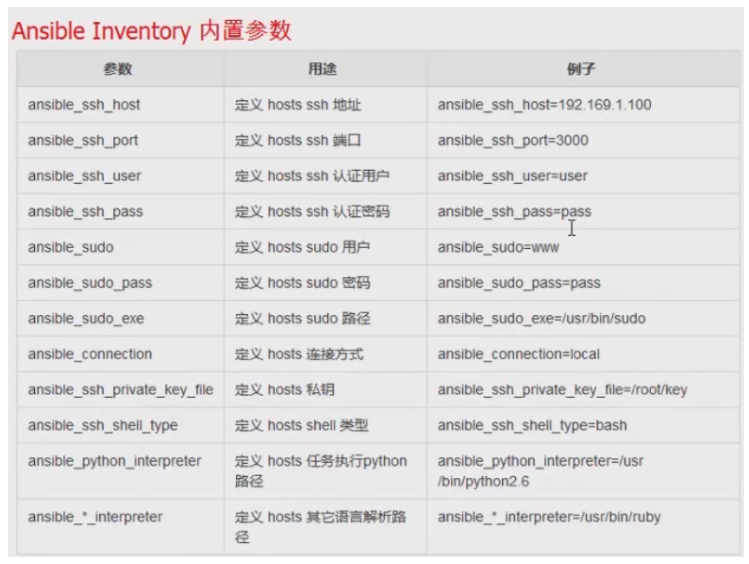 Ansible Inventory 内置参数
参数 用途 例子
ansible_ssh_host 定义 hosts ssh 地址 ansible_ssh_host=192.169.1.100
ansible_ssh_port 定义 hosts ssh 端口 ansible_ssh_port=3000
ansible_ssh_user 定义 hosts ssh 认证用户 ansible_ssh_user=user
ansible_ssh_pass 定义 hosts ssh 认证密码 ansible_ssh_pass=pass
ansible_sudo 定义 hosts sudo 用户 ansible_sudo=www
ansible_sudo_pass 定义 hosts sudo 密码 ansible_sudo_pass=pass
ansible_sudo_exe 定义 hosts sudo 路径 ansible_sudo_exe=/usr/bin/sudo
ansible_connection 定义 hosts 连接方式 ansible_connection=local
ansible_ssh_private_key_file 定义 hosts 私钥 ansible_ssh_private_key_file=/root/key
ansible_ssh_shell_type 定义 hosts shell 类型 ansible_ssh_shell_type=bash
ansible_python_interpreter 定义 hosts 任务执行python ansible_python_interpreter=/usr
路径 /bin/python2.6
ansible_*_interpreter 定义 hosts 其它语言解析路 ansible_*_interpreter=/usr/bin/ruby
径